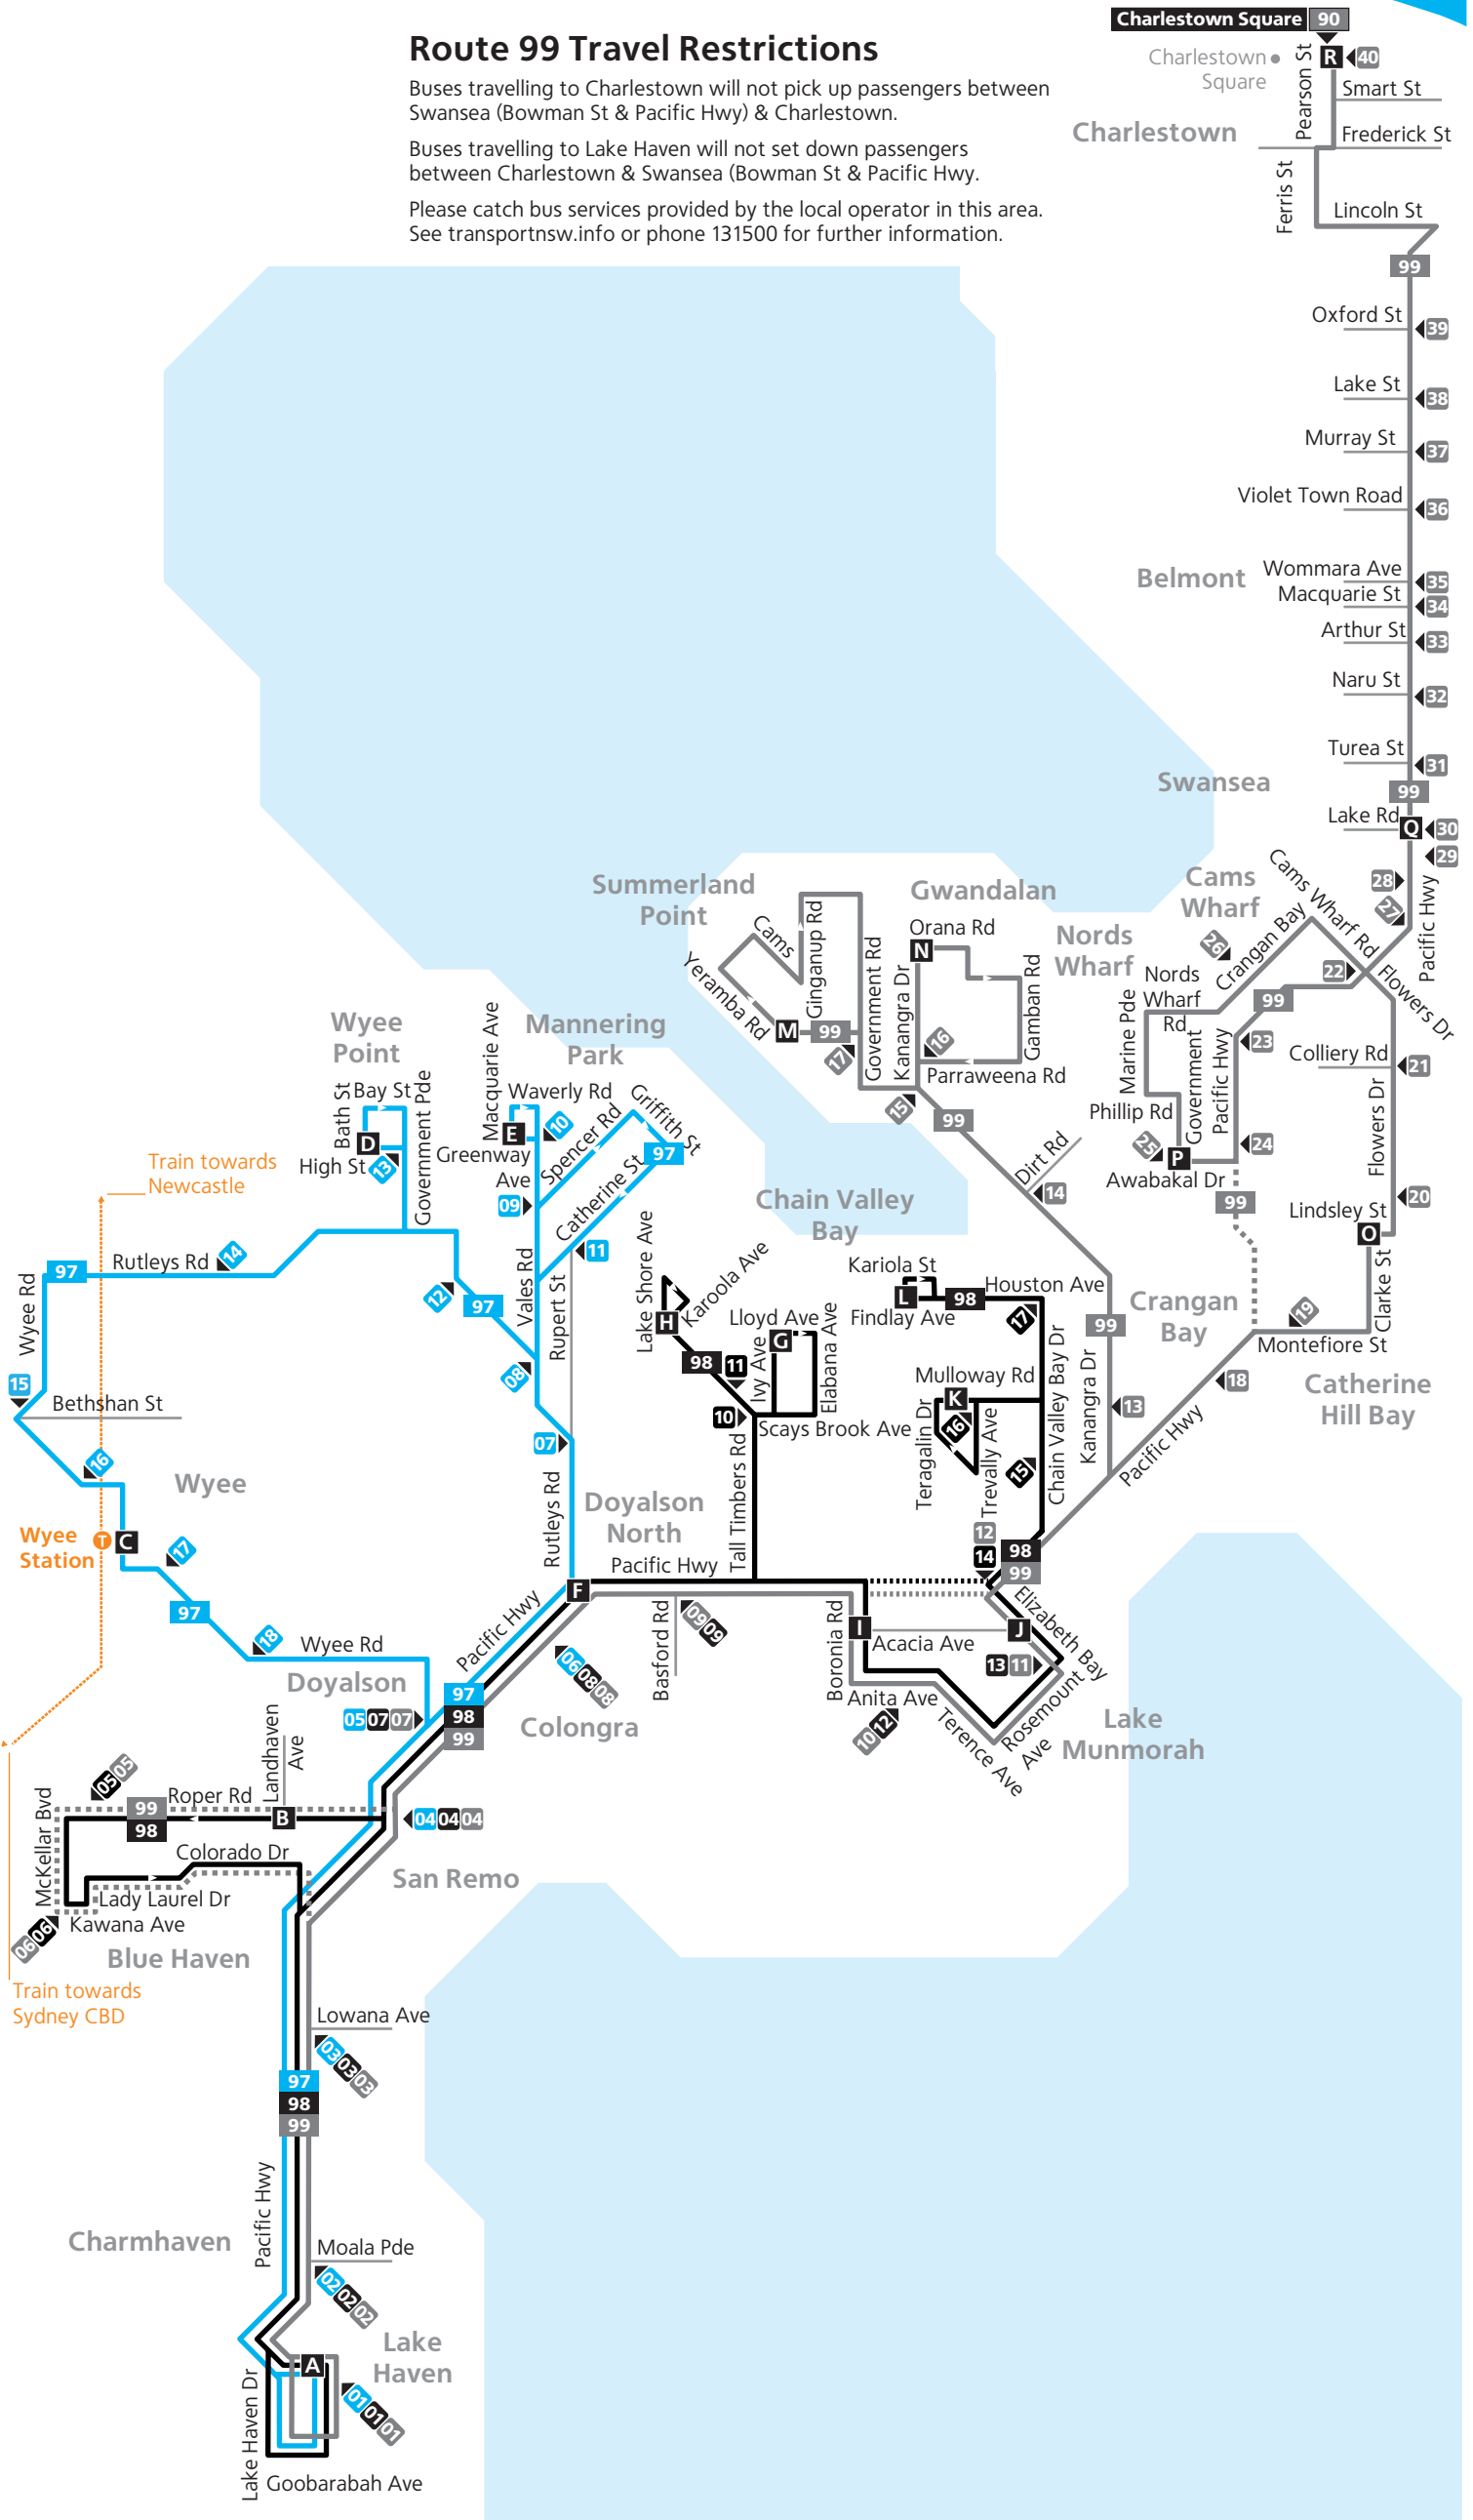 Charlestown Square 90
Route 99 Travel Restrictions
Buses travelling to Charlestown will not pick up passengers between
Swansea (Bowman St & Pacific Hwy) & Charlestown.
Buses travelling to Lake Haven will not set down passengers
between Charlestown & Swansea (Bowman St & Pacific Hwy.
Please catch bus services provided by the local operator in this area.
See transportnsw.info or phone 131500 for further information.
Charlestown
Square
Pearson St
R
40
Smart St
Charlestown
Frederick St
Ferris St
Lincoln St
99
Oxford St
39
Lake St
38
Murray St
37
Violet Town Road
36
Belmont
Wommara Ave
35
Macquarie St
34
Arthur St
33
Naru St
32
Turea St
31
Swansea
99
Lake Rd
Q
30
29
28
27
Pacific Hwy
Cams
Wharf
Cams Wharf Rd
26
Crangan Bay
22
Flowers Dr
Summerland
Point
Gwandalan
Nords
Wharf
Cams
Ginganup Rd
Yeramba Rd
M
99
17
Government Rd
Kananagra Dr
Orana Rd
N
Gamban Rd
16
Parraweena Rd
15
99
Nords
Wharf
Rd
99
Marine Pde
Government
Pacific Hwy
23
Colliery Rd
21
Phillip Rd
25
P
24
Awabakal Dr
99
Flowers Dr
20
Lindsley St
O
Clarke St
19
Montefiore St
Catherine
Hill Bay
18
Dirt Rd
14
Chain Valley
Bay
Crangan
Bay
99
13
Kanangra Dr
Pacific Hwy
Wyee
Point
Mannering
Park
Bath St
Bay St
D
High St
13
Government Pde
Macquarie Ave
Waverly Rd
E
10
Greenway
Ave
Spencer Rd
Griffith St
97
09
Catherine St
11
Vales Rd
Rupert St
Train towards
Newcastle
Rutleys Rd
14
97
Wyee Rd
12
97
08
15
Bethshan St
16
Wyee
Wyee
Station
T
C
17
97
18
Wyee Rd
07
Rutleys Rd
Lake Shore Ave
Karoola Ave
H
98
11
Lloyd Ave
G
Ivy Ave
Elabana Ave
10
Scays Brook Ave
Tall Timbers Rd
Kariola St
L
98
Houston Ave
Findlay Ave
17
Mulloway Rd
K
16
Teragalin Dr
Trevally Ave
15
Chain Valley Bay Dr
12
14
98
99
Doyalson
North
Pacific Hwy
F
Basford Rd
09 09
Boronia Rd
I
Acacia Ave
J
Elizabeth Bay
13 11
Anita Ave
10 12
Terence Ave
Rosemount
Ave
Lake
Munmorah
Pacific Hwy
06 08 08
Colongra
Doyalson
05 07 07
97
98
99
Landhaven
Ave
05 05
Roper Rd
99
98
B
04 04 04
McKellar Bvd
Colorado Dr
San Remo
Lady Laurel Dr
06 06
Kawana Ave
Blue Haven
Train towards
Sydney CBD
Lowana Ave
03 03 03
97
98
99
Pacific Hwy
Charmhaven
Moala Pde
02 02 02
Lake
Haven
A
01 01 01
Lake Haven Dr
Goobarabah Ave